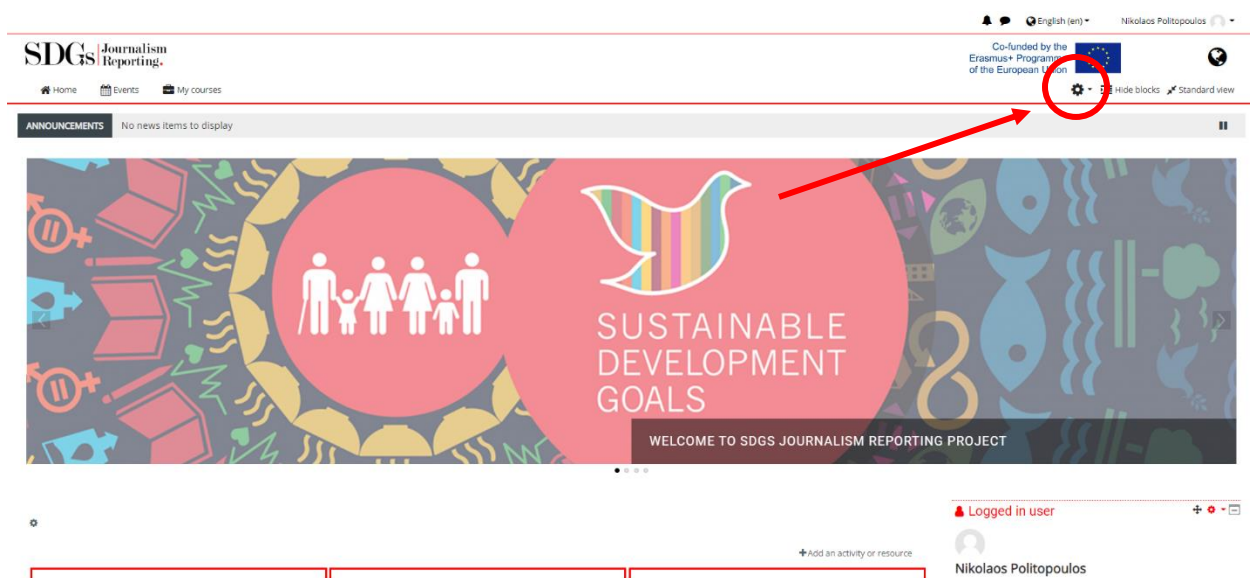 English (en)
Nikolaos Politopoulos
SDGs Journalism
Reporting.
Co-funded by the
Erasmus+ Programme
of the European Union
Home Events My courses
Hide blocks Standard view
ANNOUNCEMENTS No news items to display
SUSTAINABLE
DEVELOPMENT
GOALS
WELCOME TO SDGS JOURNALISM REPORTING PROJECT
Logged in user
Add an activity or resource
Nikolaos Politopoulos